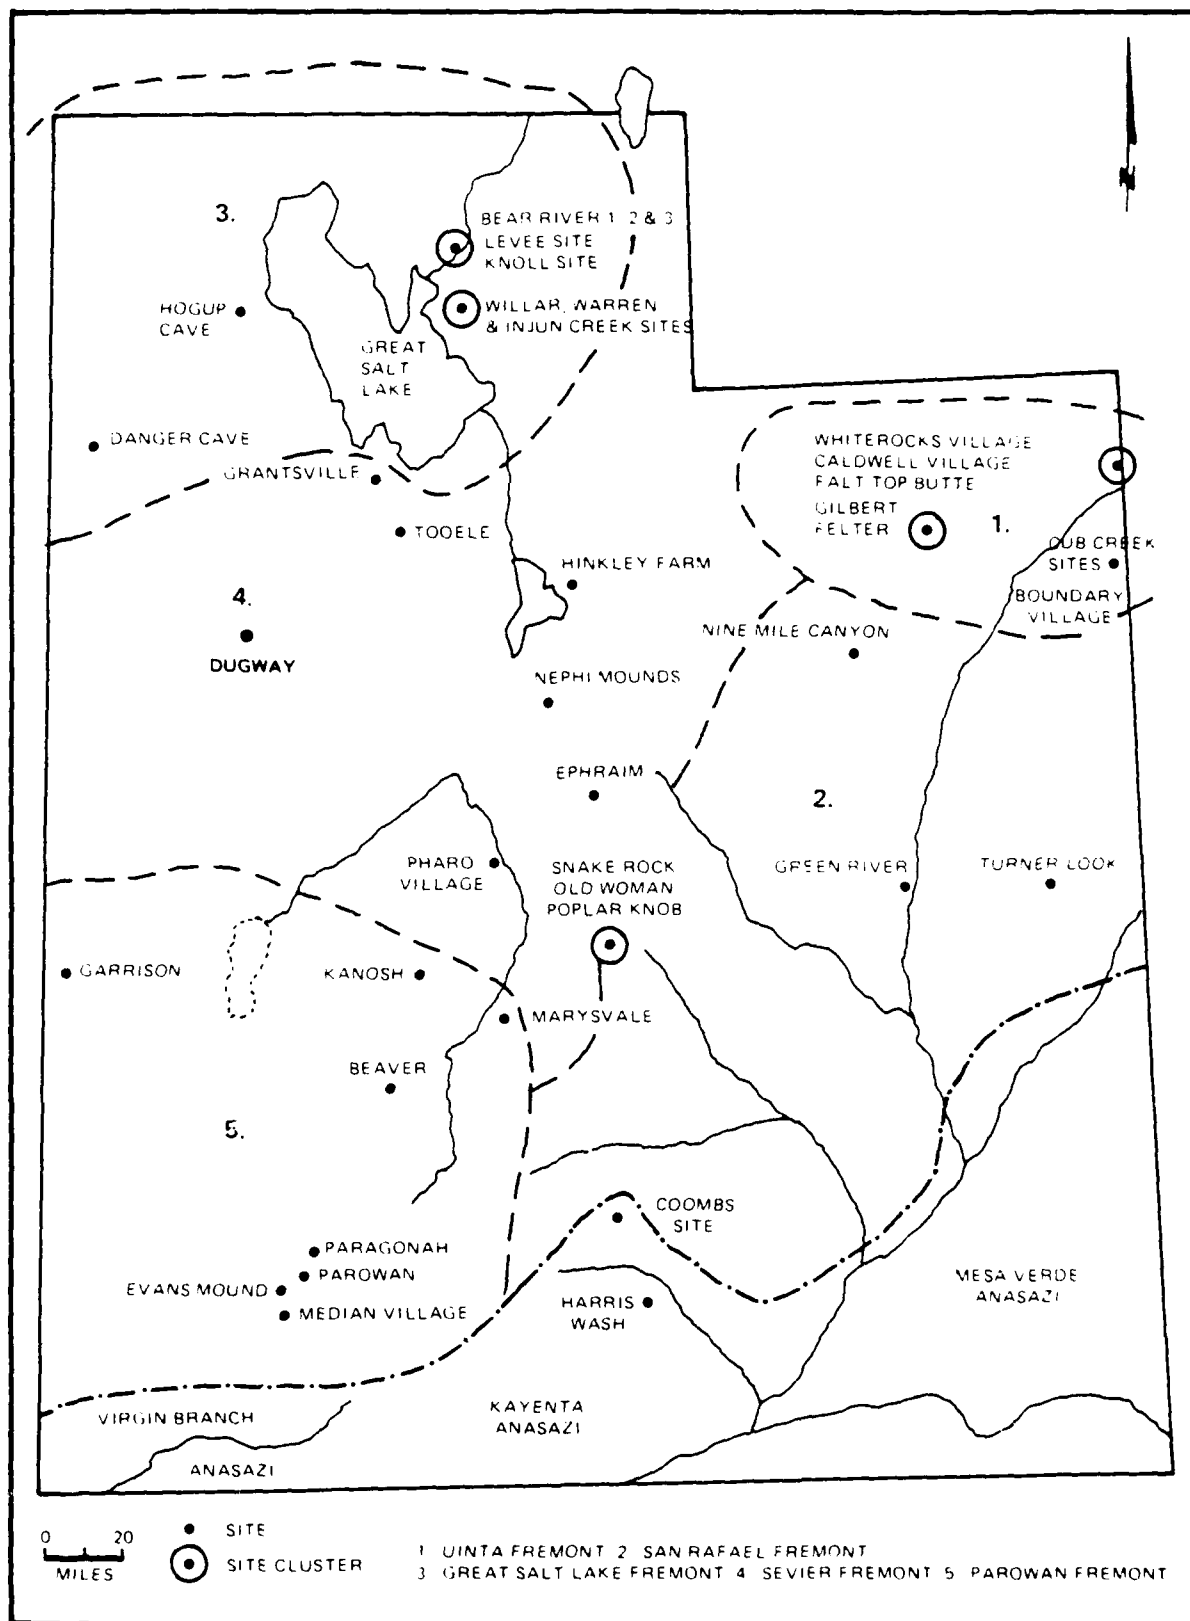 3.
BEAR RIVER 1 2 & 3
LEVEE SITE
KNOLL SITE
HOGUP
CAVE
WILLAR, WARREN
& INJUN CREEK SITES
GREAT
SALT
LAKE
DANGER CAVE
GRANTSVILLE
TOOELE
WHITEROCKS VILLAGE
CALDWELL VILLAGE
FALT TOP BUTTE
GILBERT
FELTER
1.
CUB CREEK
SITES
HINKLEY FARM
BOUNDARY
VILLAGE
4.
DUGWAY
NINE MILE CANYON
NEPHI MOUNDS
EPHRAIM
2.
PHARO
VILLAGE
SNAKE ROCK
OLD WOMAN
POPLAR KNOB
GREEN RIVER
TURNER LOOK
GARRISON
KANOSH
MARYSVALE
BEAVER
5.
COOMBS
SITE
PARAGONAH
PAROWAN
EVANS MOUND
MEDIAN VILLAGE
HARRIS
WASH
MESA VERDE
ANASAZI
VIRGIN BRANCH
ANASAZI
KAYENTA
ANASAZI
0 20
MILES
SITE
SITE CLUSTER
1 UINTA FREMONT 2 SAN RAFAEL FREMONT
3 GREAT SALT LAKE FREMONT 4 SEVIER FREMONT 5 PAROWAN FREMONT